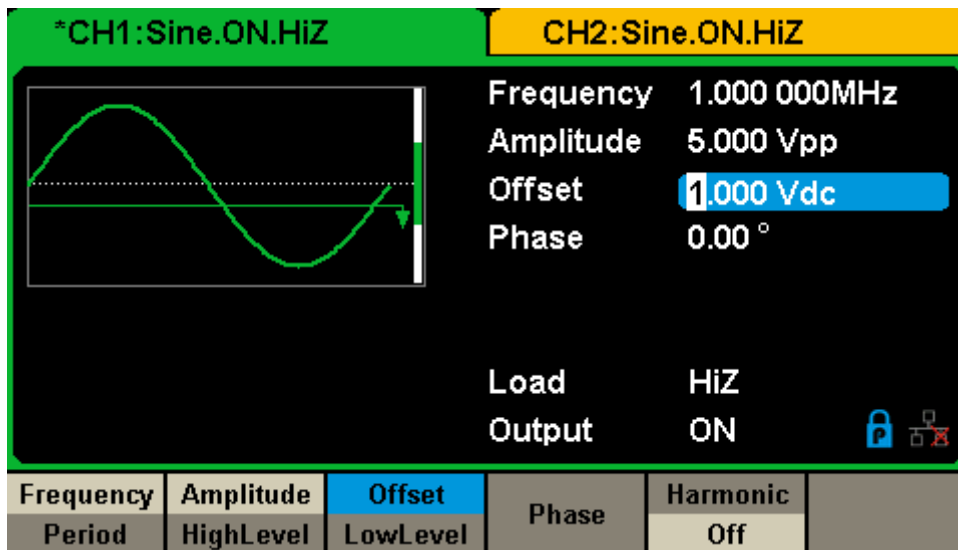 *CH1:Sine.ON.HiZ
CH2:Sine.ON.HiZ
Frequency 1.000 000MHz
Amplitude 5.000 Vpp
Offset 1.000 Vdc
Phase 0.00 °
Load HiZ
Output ON
P
Frequency Amplitude Offset Phase Harmonic
Period HighLevel LowLevel Off